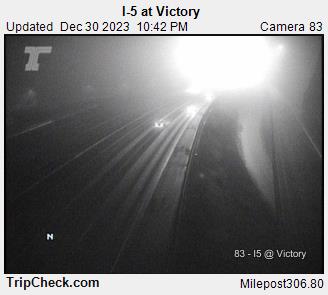 I-5 at Victory
Updated  Dec 30 2023  10:42 PM  Camera 83
T
N
83 - I5 @ Victory
TripCheck.com  Milepost306.80